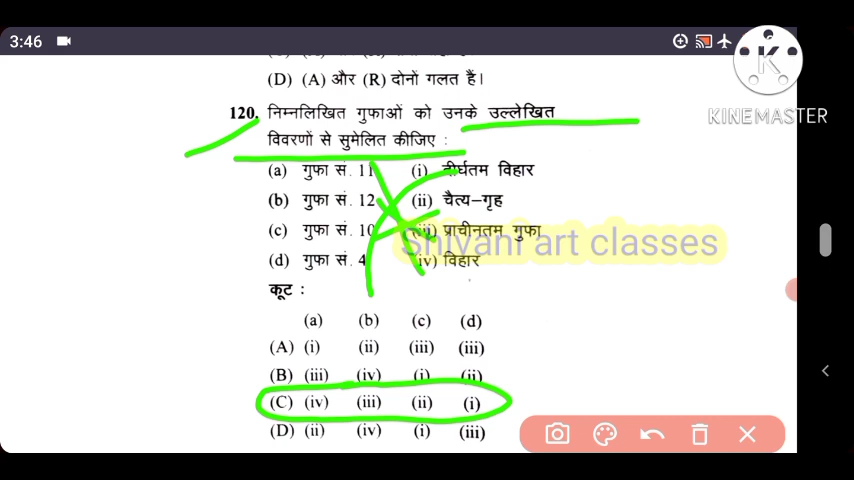 3:46
KINEMASTER
(D) (A) और (R) दोनों गलत हैं।
120. निम्नलिखित गुफाओं को उनके उल्लेखित
विवरणों से सुमेलित कीजिए :
(a) गुफा सं. 11 (i) दीर्घतम विहार
(b) गुफा सं. 12 (ii) चैत्य-गृह
(c) गुफा सं. 10 (iii) प्राचीनतम गुफा
Shivani art classes
(d) गुफा सं. 4 (iv) विहार
कूट :
(a) (b) (c) (d)
(A) (i) (ii) (iii) (iii)
(B) (iii) (iv) (i) (ii)
(C) (iv) (iii) (ii) (i)
(D) (ii) (iv) (i) (iii)